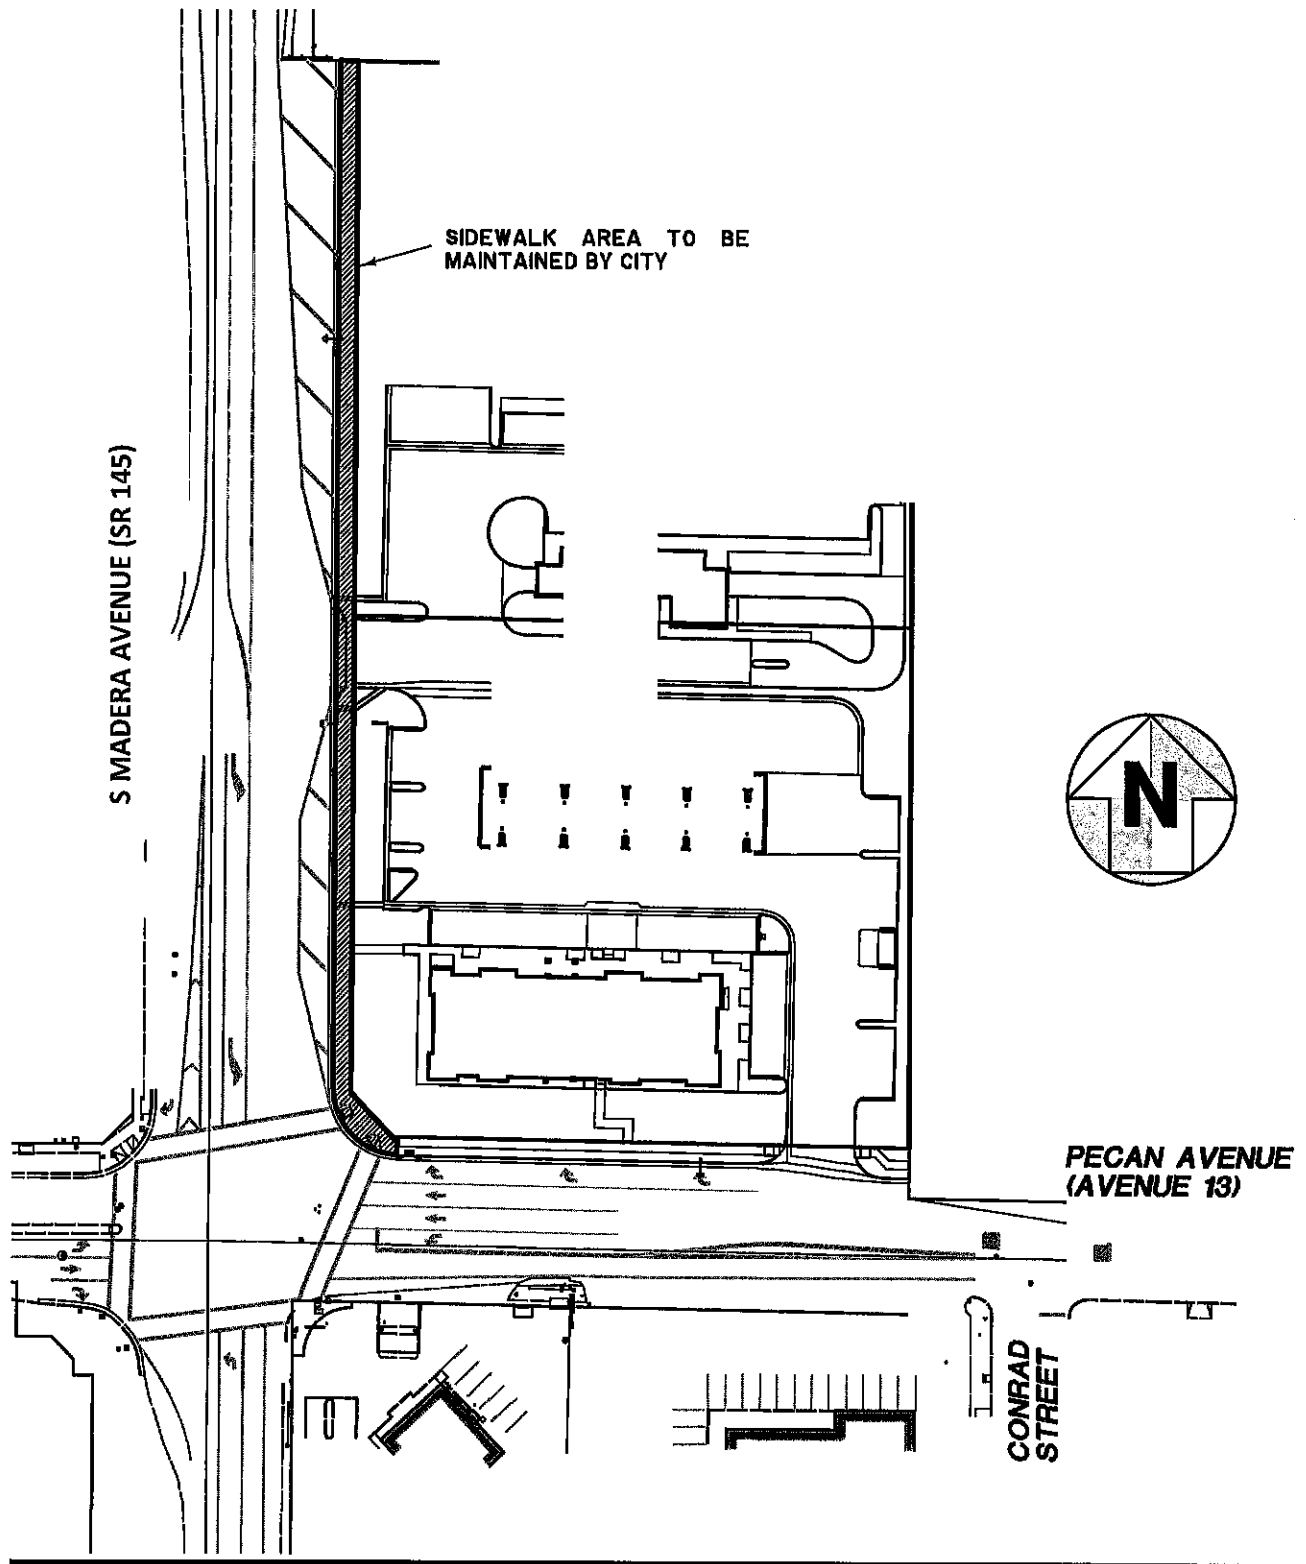 SIDEWALK AREA TO BE
MAINTAINED BY CITY
S MADERA AVENUE (SR 145)
N
PECAN AVENUE
(AVENUE 13)
CONRAD
STREET